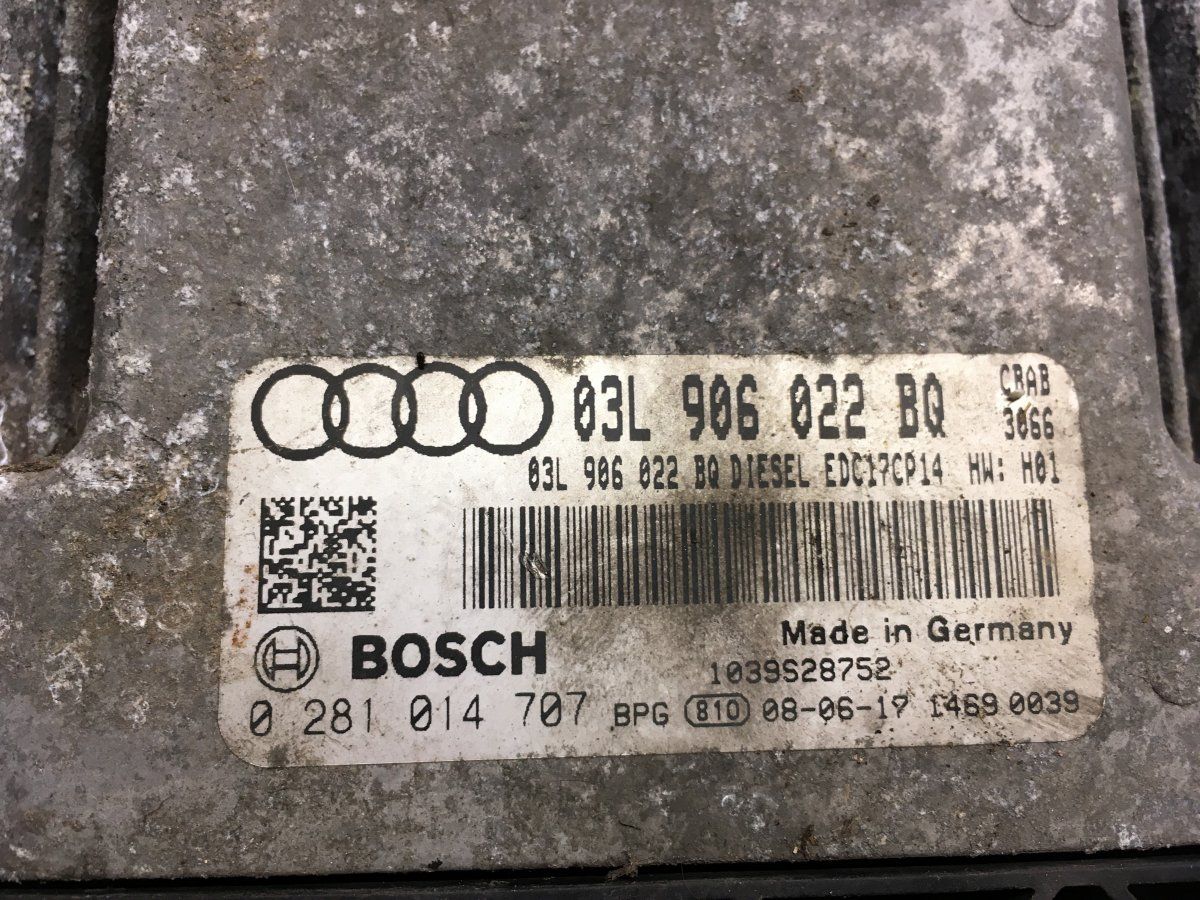 03L 906 022 BQ
CBAB
3066
03L 906 022 BQ DIESEL EDC17CP14 HW: H01
Made in Germany
BOSCH
1039S28752
0 281 014 707 BPG 810 08-06-17 1469 0039